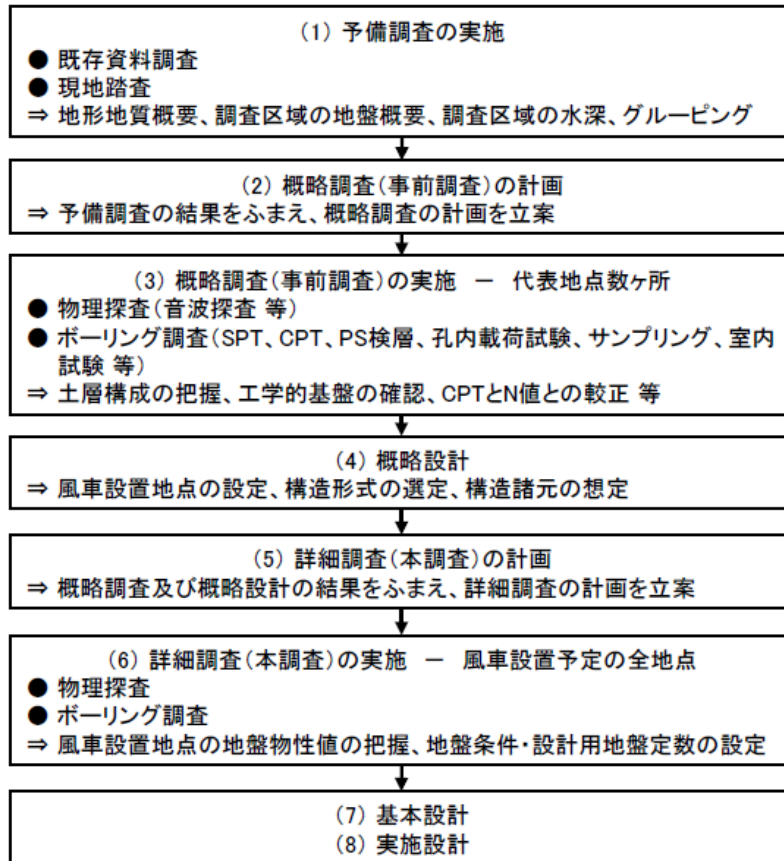 (1) 予備調査の実施
● 既存資料調査
● 現地踏査
⇒ 地形地質概要、調査区域の地盤概要、調査区域の水深、グルーピング
(2) 概略調査(事前調査)の計画
⇒ 予備調査の結果をふまえ、概略調査の計画を立案
(3) 概略調査(事前調査)の実施 － 代表地点数ヶ所
● 物理探査(音波探査 等)
● ボーリング調査(SPT、CPT、PS検層、孔内載荷試験、サンプリング、室内
試験 等)
⇒ 土層構成の把握、工学的基盤の確認、CPTとN値との較正 等
(4) 概略設計
⇒ 風車設置地点の設定、構造形式の選定、構造諸元の想定
(5) 詳細調査(本調査)の計画
⇒ 概略調査及び概略設計の結果をふまえ、詳細調査の計画を立案
(6) 詳細調査(本調査)の実施 － 風車設置予定の全地点
● 物理探査
● ボーリング調査
⇒ 風車設置地点の地盤物性値の把握、地盤条件・設計用地盤定数の設定
(7) 基本設計
(8) 実施設計